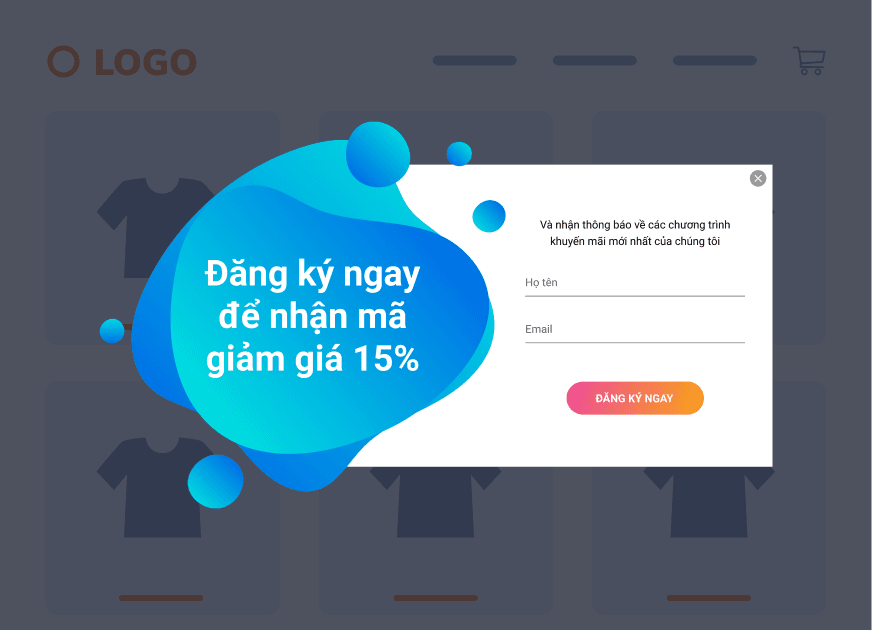 LOGO
Đăng ký ngay
để nhận mã
giảm giá 15%
Và nhận thông báo về các chương trình
khuyến mãi mới nhất của chúng tôi
Họ tên
Email
ĐĂNG KÝ NGAY